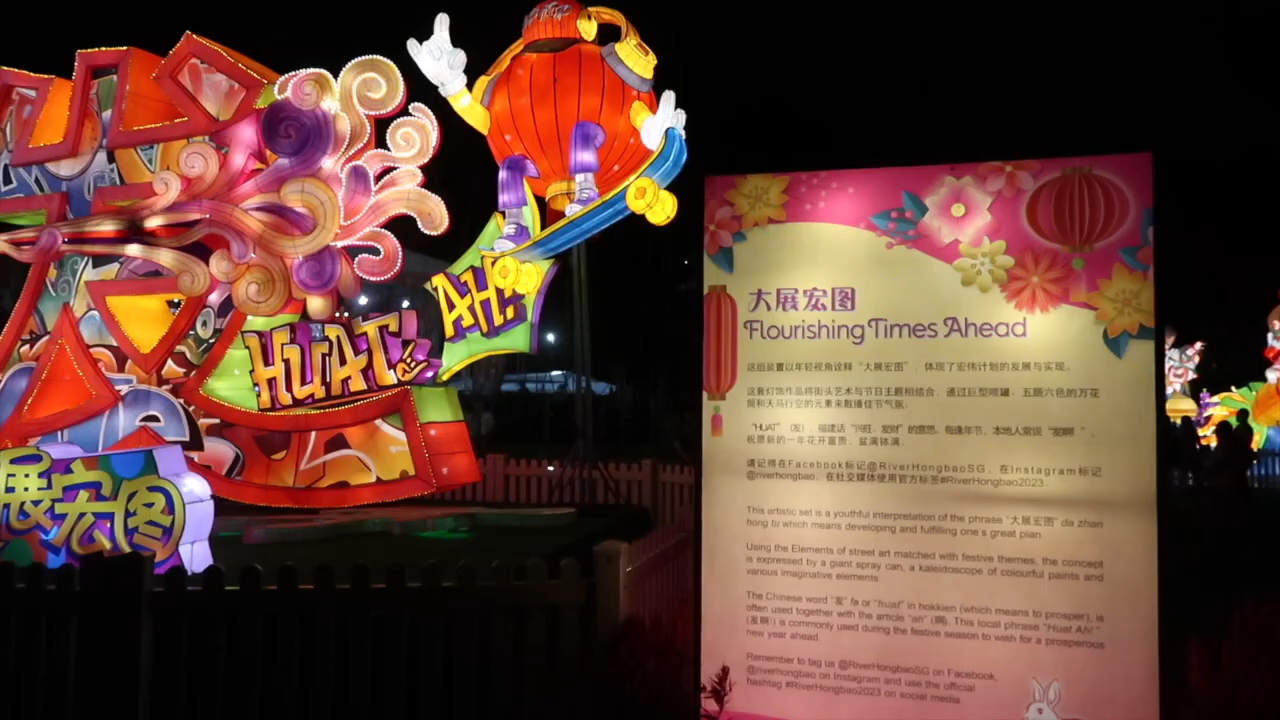 HUAT
AH!
展宏图
大展宏图
Flourishing Times Ahead
这组装置以年轻视角诠释“大展宏图”，体现了宏伟计划的发展与实现。
这套灯饰作品将街头艺术与节日主题相结合，通过巨型喷罐、五颜六色的万花
筒和天马行空的元素来散播佳节气氛。
“HUAT”（发），福建话“兴旺、发财”的意思。每逢年节，本地人常说“发啊！”，
祝愿新的一年花开富贵，盆满钵满。
请记得在Facebook标记@RiverHongbaoSG，在Instagram标记
@riverhongbao，在社交媒体使用官方标签#RiverHongbao2023。
This artistic set is a youthful interpretation of the phrase “大展宏图” da zhan
hong tu which means developing and fulfilling one's great plan.
Using the Elements of street art matched with festive themes, the concept
is expressed by a giant spray can, a kaleidoscope of colourful paints and
various imaginative elements.
The Chinese word “发” fa or “huat” in hokkien (which means to prosper), is
often used together with the article “ah” (啊). This local phrase “Huat Ah!”
(发啊!) is commonly used during the festive season to wish for a prosperous
new year ahead.
Remember to tag us @RiverHongbaoSG on Facebook,
@riverhongbao on Instagram and use the official
hashtag #RiverHongbao2023 on social media.